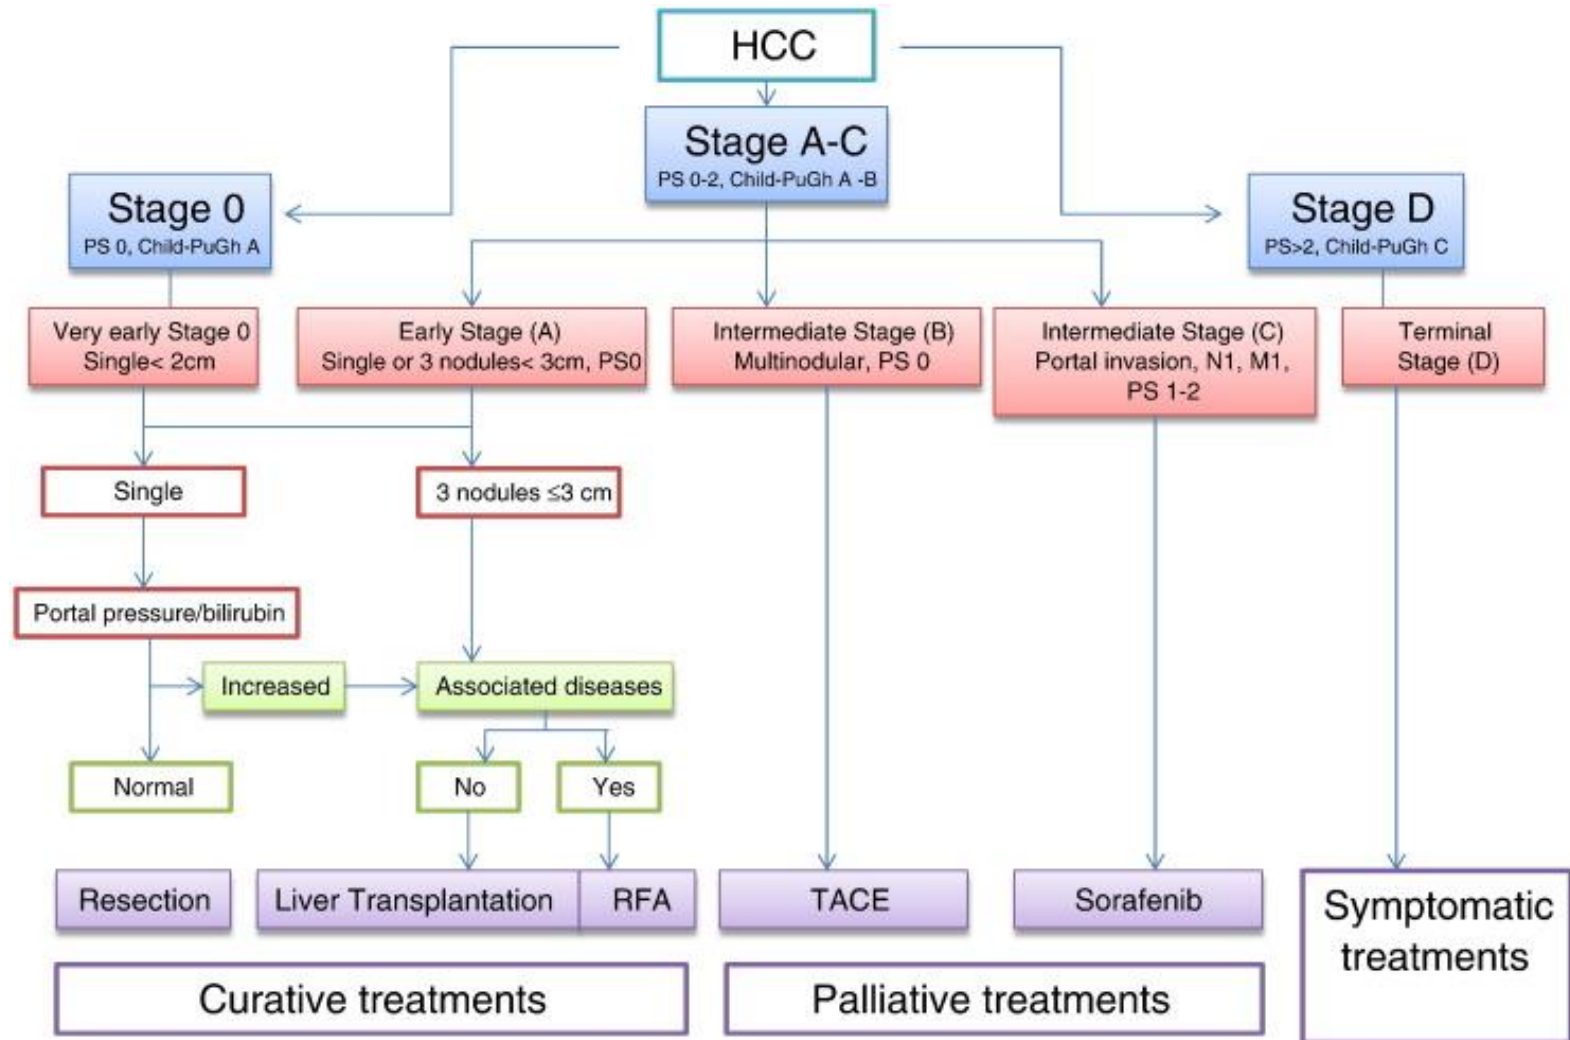 HCC
Stage A-C
PS 0-2, Child-PuGh A -B
Stage 0
PS 0, Child-PuGh A
Stage D
PS>2, Child-PuGh C
Very early Stage 0
Single< 2cm
Early Stage (A)
Single or 3 nodules< 3cm, PS0
Intermediate Stage (B)
Multinodular, PS 0
Intermediate Stage (C)
Portal invasion, N1, M1,
PS 1-2
Terminal
Stage (D)
Single
3 nodules ≤3 cm
Portal pressure/bilirubin
Increased
Associated diseases
Normal
No
Yes
Resection
Liver Transplantation
RFA
TACE
Sorafenib
Symptomatic
treatments
Curative treatments
Palliative treatments